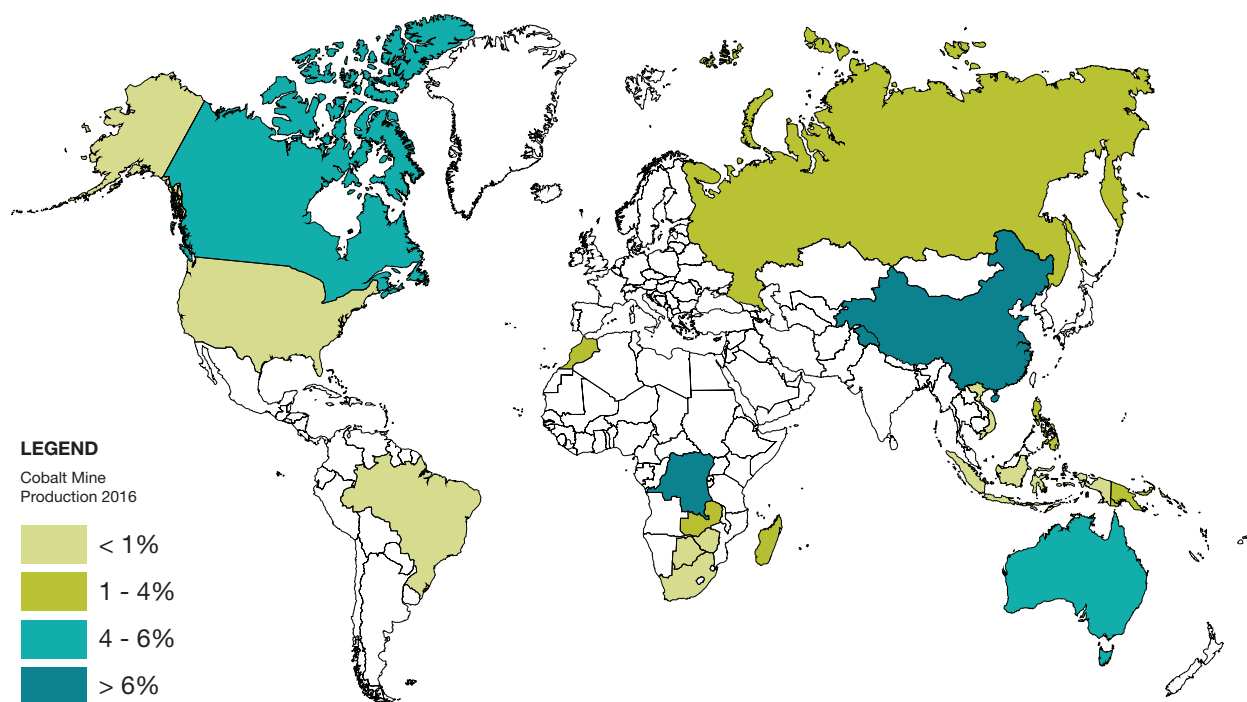 LEGEND
Cobalt Mine
Production 2016
< 1%
1 - 4%
4 - 6%
> 6%